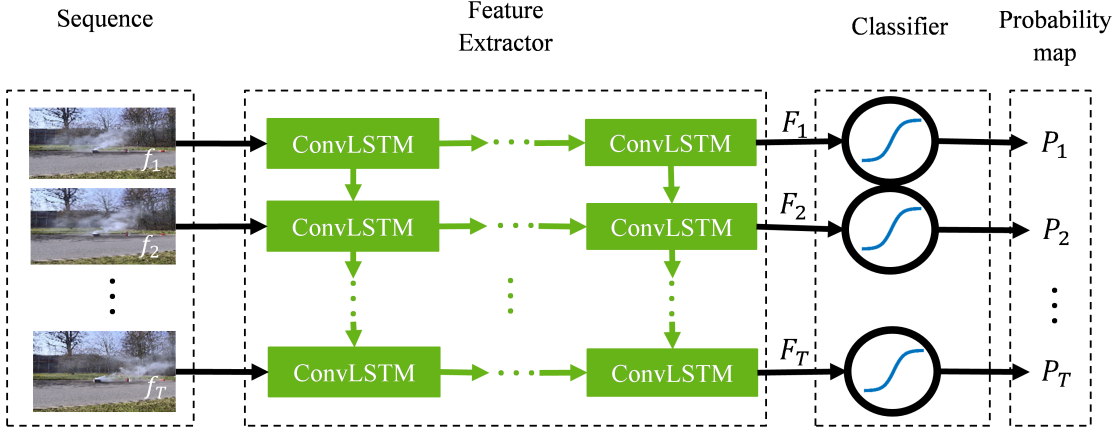 Sequence
Feature
Extractor
Classifier
Probability
map
f1
ConvLSTM
ConvLSTM
F1
P1
f2
ConvLSTM
ConvLSTM
F2
P2
fT
ConvLSTM
ConvLSTM
FT
PT